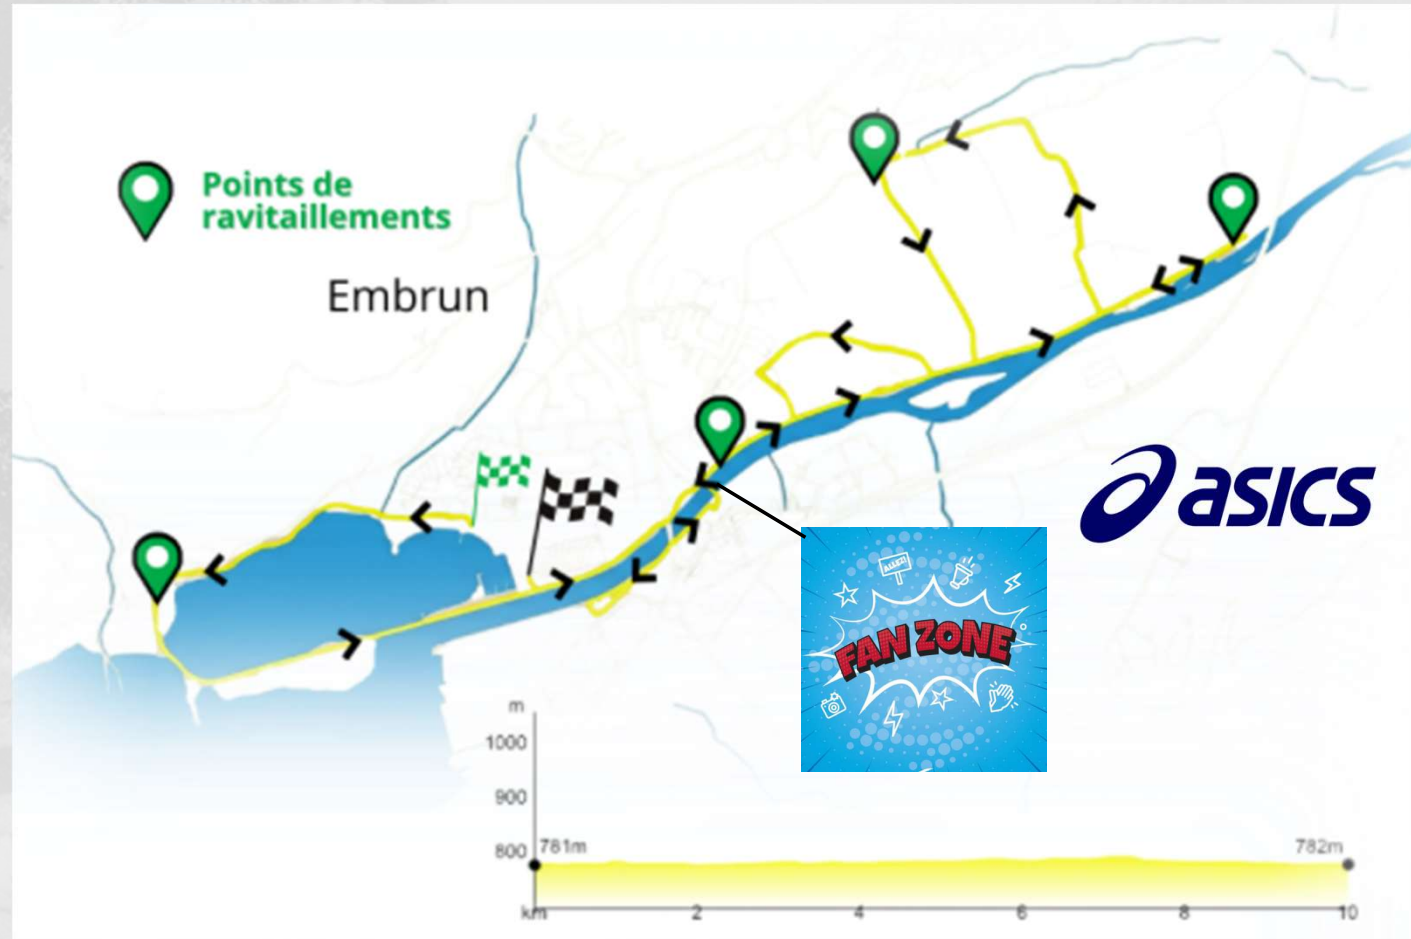 Points de
ravitaillements
Embrun
asics
ALLEZ!
FAN ZONE
m
1000
900
800
781m
782m
km
2
4
6
8
10